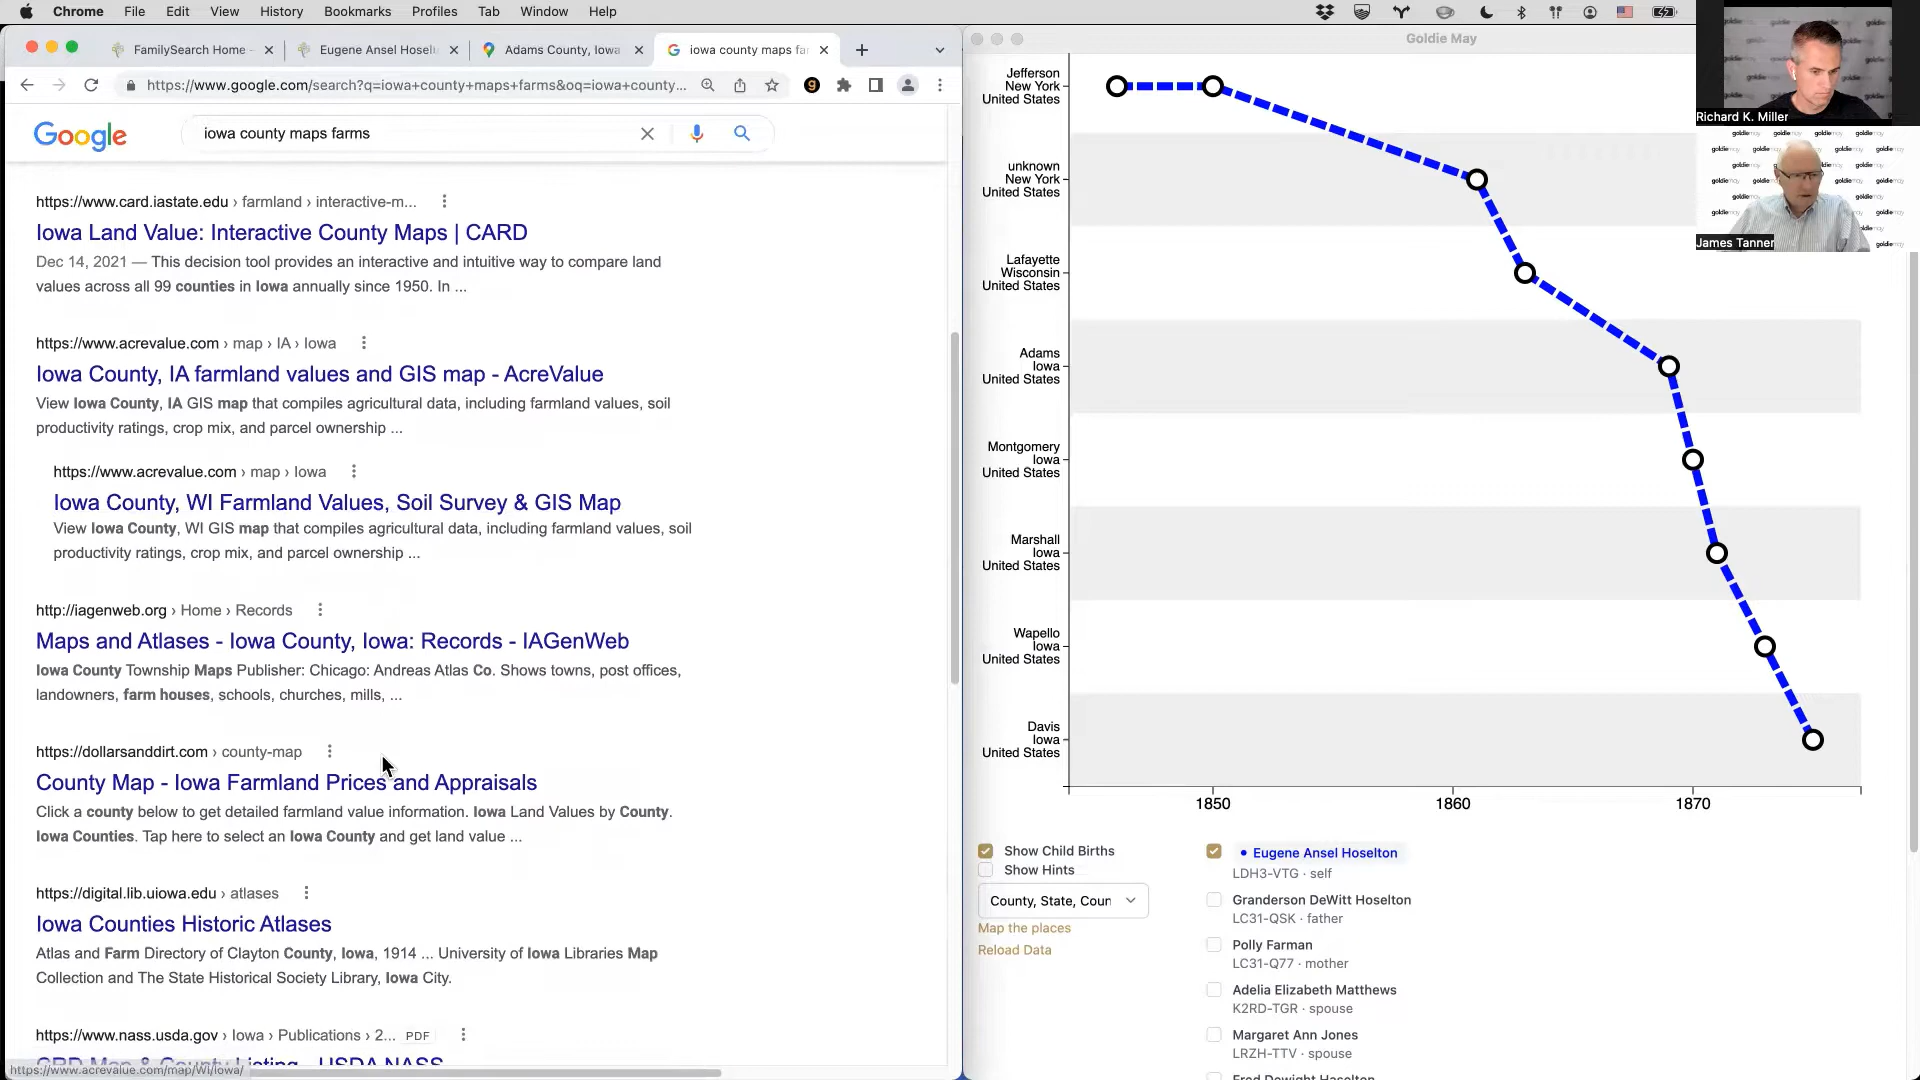 Chrome File Edit View History Bookmarks Profiles Tab Window Help
FamilySearch Home -
Eugene Ansel Hoselt
Adams County, Iowa
iowa county maps fa
https://www.google.com/search?q=iowa+county+maps+farms&oq=iowa+county...
Google
iowa county maps farms
https://www.card.iastate.edu › farmland › interactive-m...
Iowa Land Value: Interactive County Maps | CARD
Dec 14, 2021 — This decision tool provides an interactive and intuitive way to compare land
values across all 99 counties in Iowa annually since 1950. In ...
https://www.acrevalue.com › map › IA › Iowa
Iowa County, IA farmland values and GIS map - AcreValue
View Iowa County, IA GIS map that compiles agricultural data, including farmland values, soil
productivity ratings, crop mix, and parcel ownership ...
https://www.acrevalue.com › map › Iowa
Iowa County, WI Farmland Values, Soil Survey & GIS Map
View Iowa County, WI GIS map that compiles agricultural data, including farmland values, soil
productivity ratings, crop mix, and parcel ownership ...
http://iagenweb.org › Home › Records
Maps and Atlases - Iowa County, Iowa: Records - IAGenWeb
Iowa County Township Maps Publisher: Chicago: Andreas Atlas Co. Shows towns, post offices,
landowners, farm houses, schools, churches, mills, ...
https://dollarsanddirt.com › county-map
County Map - Iowa Farmland Prices and Appraisals
Click a county below to get detailed farmland value information. Iowa Land Values by County.
Iowa Counties. Tap here to select an Iowa County and get land value ...
https://digital.lib.uiowa.edu › atlases
Iowa Counties Historic Atlases
Atlas and Farm Directory of Clayton County, Iowa, 1914 ... University of Iowa Libraries Map
Collection and The State Historical Society Library, Iowa City.
https://www.nass.usda.gov › Iowa › Publications › 2... PDF
CRD Map & County Listing - USDA NASS
https://www.acrevalue.com/map/WI/Iowa/
Goldie May
Jefferson
New York
United States
unknown
New York
United States
Lafayette
Wisconsin
United States
Adams
Iowa
United States
Montgomery
Iowa
United States
Marshall
Iowa
United States
Wapello
Iowa
United States
Davis
Iowa
United States
1850 1860 1870
Show Child Births
Show Hints
County, State, Coun
Map the places
Reload Data
Eugene Ansel Hoselton
LDH3-VTG · self
Granderson DeWitt Hoselton
LC31-QSK · father
Polly Farman
LC31-Q77 · mother
Adelia Elizabeth Matthews
K2RD-TGR · spouse
Margaret Ann Jones
LRZH-TTV · spouse
Fred Dewight Hoselton
Richard K. Miller
goldiemay
James Tanner